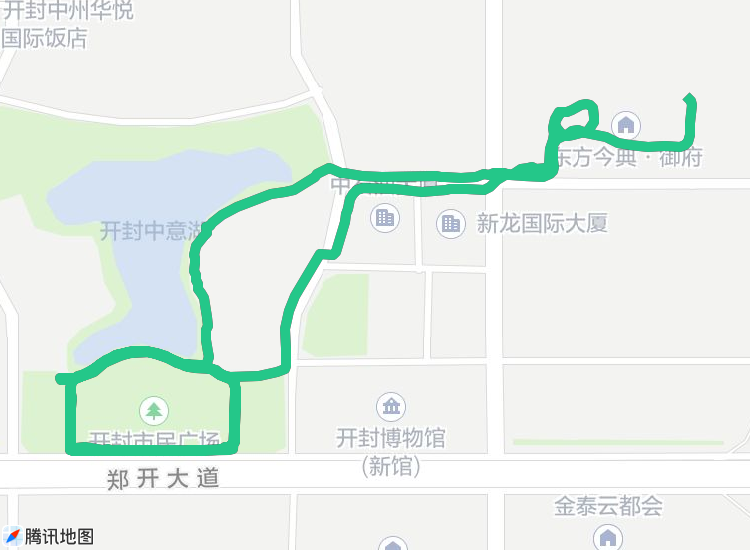 开封中州华悦
国际饭店
东方今典·御府
开封中意湖
新龙国际大厦
开封市民广场
开封博物馆
(新馆)
郑开大道
金泰云都会
腾讯地图